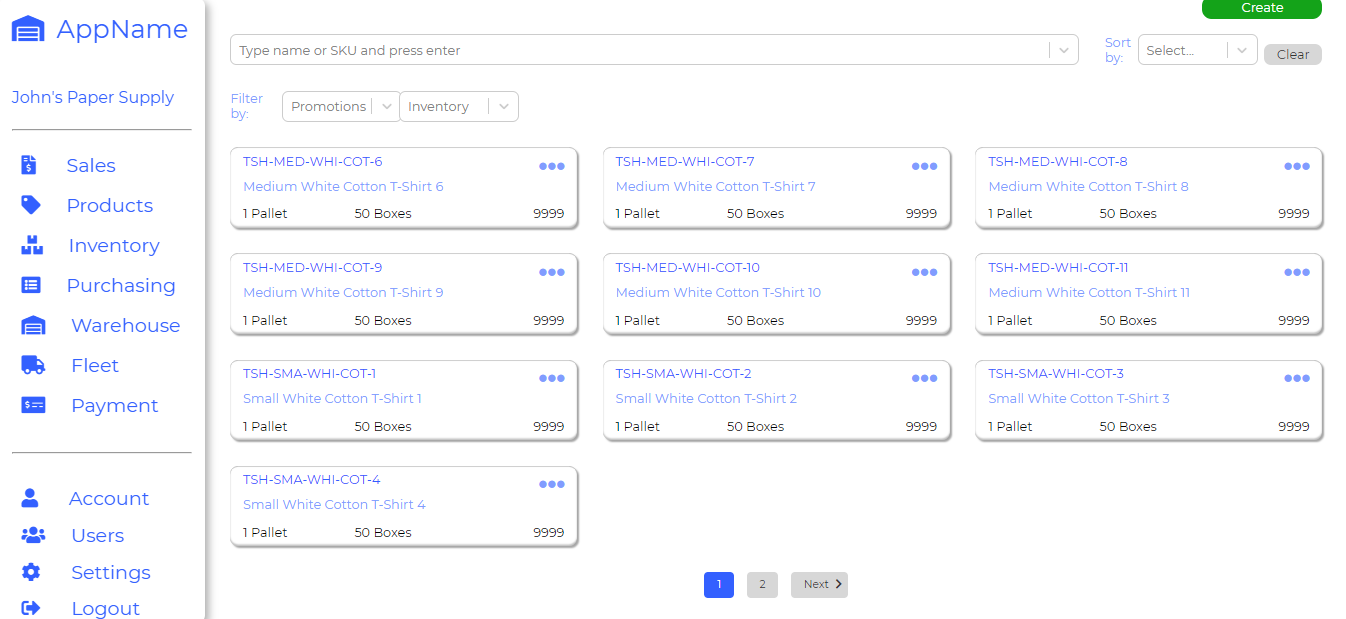 AppName
John's Paper Supply
Sales
Products
Inventory
Purchasing
Warehouse
Fleet
Payment
Account
Users
Settings
Logout
Create
Type name or SKU and press enter
Sort by:
Select...
Clear
Filter by:
Promotions
Inventory
TSH-MED-WHI-COT-6
Medium White Cotton T-Shirt 6
1 Pallet 50 Boxes 9999
TSH-MED-WHI-COT-7
Medium White Cotton T-Shirt 7
1 Pallet 50 Boxes 9999
TSH-MED-WHI-COT-8
Medium White Cotton T-Shirt 8
1 Pallet 50 Boxes 9999
TSH-MED-WHI-COT-9
Medium White Cotton T-Shirt 9
1 Pallet 50 Boxes 9999
TSH-MED-WHI-COT-10
Medium White Cotton T-Shirt 10
1 Pallet 50 Boxes 9999
TSH-MED-WHI-COT-11
Medium White Cotton T-Shirt 11
1 Pallet 50 Boxes 9999
TSH-SMA-WHI-COT-1
Small White Cotton T-Shirt 1
1 Pallet 50 Boxes 9999
TSH-SMA-WHI-COT-2
Small White Cotton T-Shirt 2
1 Pallet 50 Boxes 9999
TSH-SMA-WHI-COT-3
Small White Cotton T-Shirt 3
1 Pallet 50 Boxes 9999
TSH-SMA-WHI-COT-4
Small White Cotton T-Shirt 4
1 Pallet 50 Boxes 9999
1 2 Next